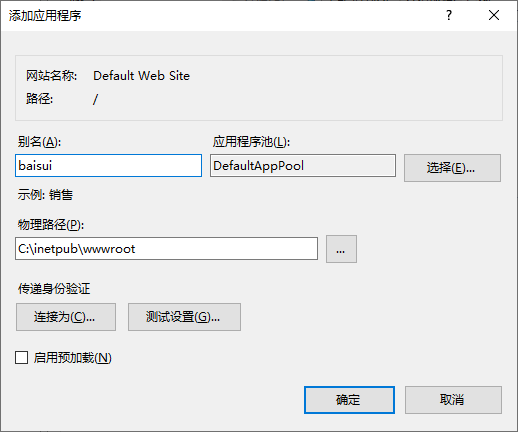 添加应用程序
网站名称: Default Web Site
路径: /
别名(A): 应用程序池(L):
baisui DefaultAppPool 选择(E)...
示例: 销售
物理路径(P):
C:\inetpub\wwwroot ...
传递身份验证
连接为(C)... 测试设置(G)...
启用预加载(N)
确定 取消